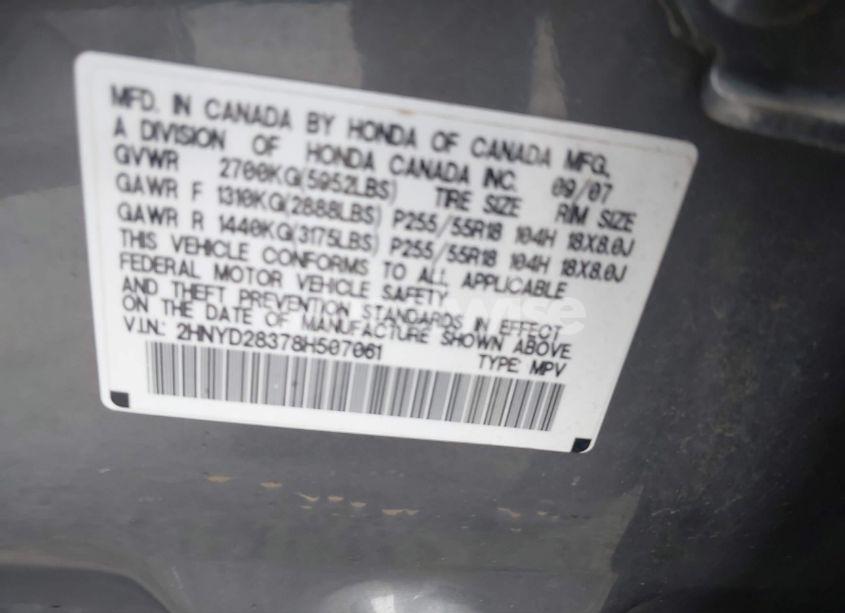 MFD. IN CANADA BY HONDA OF CANADA MFG.
A DIVISION OF HONDA CANADA INC. 09/07
GVWR 2700KG(5952LBS) TIRE SIZE RIM SIZE
GAWR F 1310KG(2888LBS) P255/55R18 104H 18X8.0J
GAWR R 1440KG(3175LBS) P255/55R18 104H 18X8.0J
THIS VEHICLE CONFORMS TO ALL APPLICABLE
FEDERAL MOTOR VEHICLE SAFETY
AND THEFT PREVENTION STANDARDS IN EFFECT
ON THE DATE OF MANUFACTURE SHOWN ABOVE
V.I.N.: 2HNYD28378H507061 TYPE: MPV